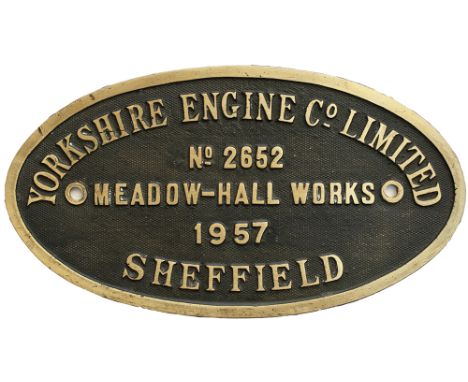 YORKSHIRE ENGINE Cº LIMITED
Nº 2652
MEADOW-HALL WORKS
1957
SHEFFIELD